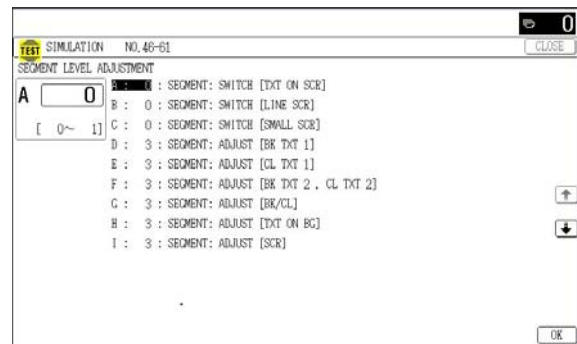 0
TEST SIMULATION NO. 46-61
CLOSE
SEGMENT LEVEL ADJUSTMENT
A 0
[ 0~ 1]
A : 0 : SEGMENT: SWITCH [TXT ON SCR]
B : 0 : SEGMENT: SWITCH [LINE SCR]
C : 0 : SEGMENT: SWITCH [SMALL SCR]
D : 3 : SEGMENT: ADJUST [BK TXT 1]
E : 3 : SEGMENT: ADJUST [CL TXT 1]
F : 3 : SEGMENT: ADJUST [BK TXT 2 , CL TXT 2]
G : 3 : SEGMENT: ADJUST [BK/CL]
H : 3 : SEGMENT: ADJUST [TXT ON BG]
I : 3 : SEGMENT: ADJUST [SCR]
OK